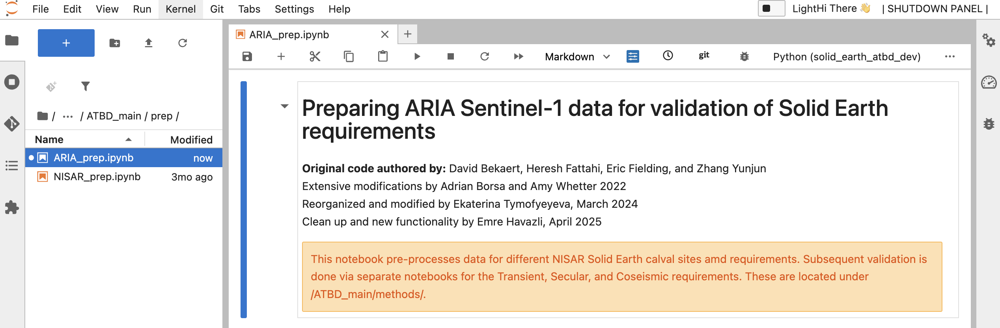 File Edit View Run Kernel Git Tabs Settings Help
LightHi There 👋 | SHUTDOWN PANEL |
ARIA_prep.ipynb
Markdown git Python (solid_earth_atbd_dev)
/ ... / ATBD_main / prep /
Name Modified
ARIA_prep.ipynb now
NISAR_prep.ipynb 3mo ago
Preparing ARIA Sentinel-1 data for validation of Solid Earth
requirements
Original code authored by: David Bekaert, Heresh Fattahi, Eric Fielding, and Zhang Yunjun
Extensive modifications by Adrian Borsa and Amy Whetter 2022
Reorganized and modified by Ekaterina Tymofyeyeva, March 2024
Clean up and new functionality by Emre Havazli, April 2025
This notebook pre-processes data for different NISAR Solid Earth calval sites amd requirements. Subsequent validation is
done via separate notebooks for the Transient, Secular, and Coseismic requirements. These are located under
/ATBD_main/methods/.